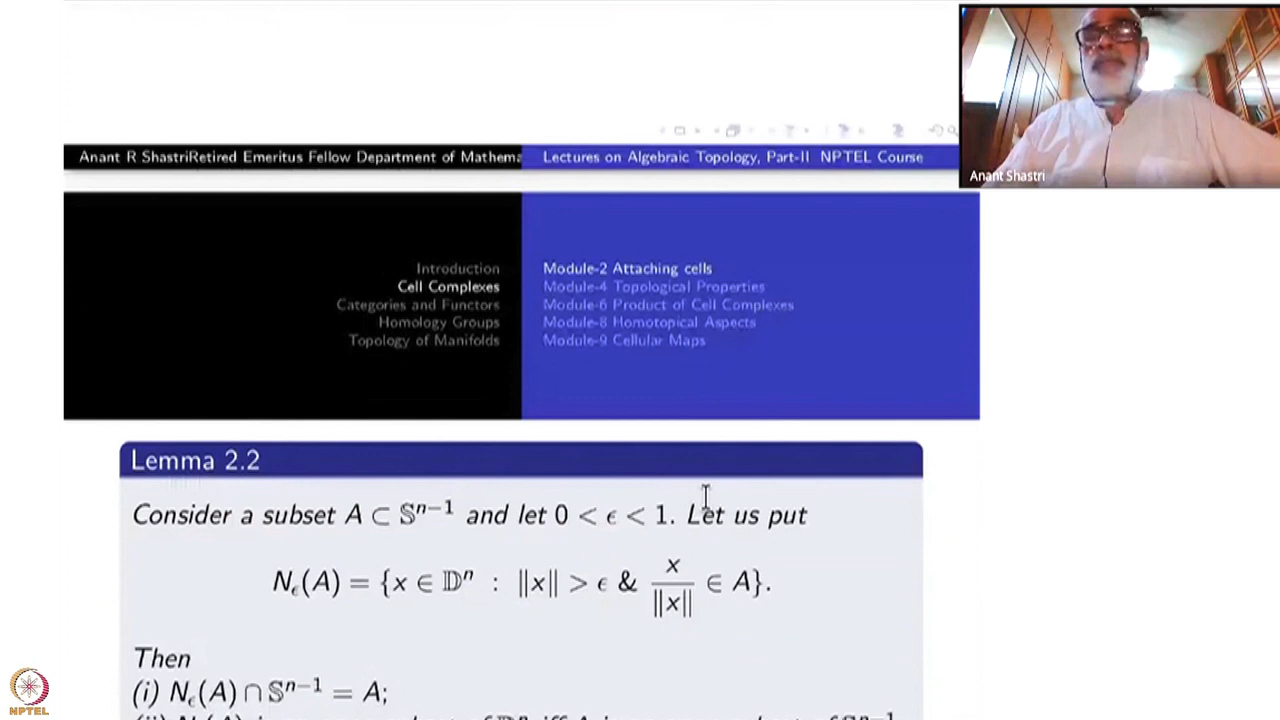 Anant Shastri
Anant R ShastriRetired Emeritus Fellow Department of Mathema
Lectures on Algebraic Topology, Part-II NPTEL Course
Introduction
Cell Complexes
Categories and Functors
Homology Groups
Topology of Manifolds
Module-2 Attaching cells
Module-4 Topological Properties
Module-6 Product of Cell Complexes
Module-8 Homotopical Aspects
Module-9 Cellular Maps
Lemma 2.2
Consider a subset A ⊂ 𝕊ⁿ⁻¹ and let 0 < ϵ < 1. Let us put
N_ϵ(A) = {x ∈ 𝔻ⁿ : ‖x‖ > ϵ & x/‖x‖ ∈ A}.
Then
(i) N_ϵ(A) ∩ 𝕊ⁿ⁻¹ = A;
NPTEL